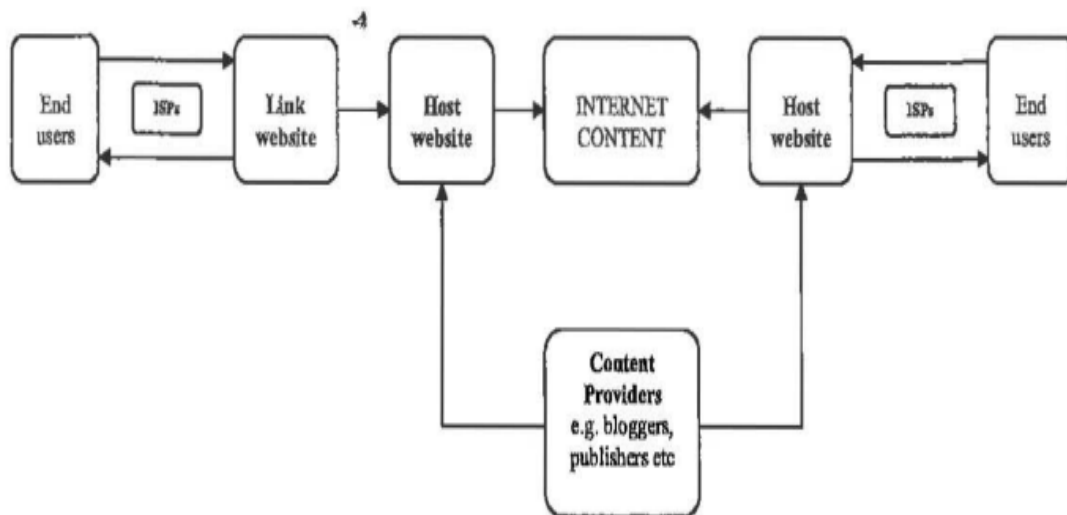 End
users
ISPs
Link
website
Host
website
INTERNET
CONTENT
Host
website
ISPs
End
users
Content
Providers
e.g. bloggers,
publishers etc